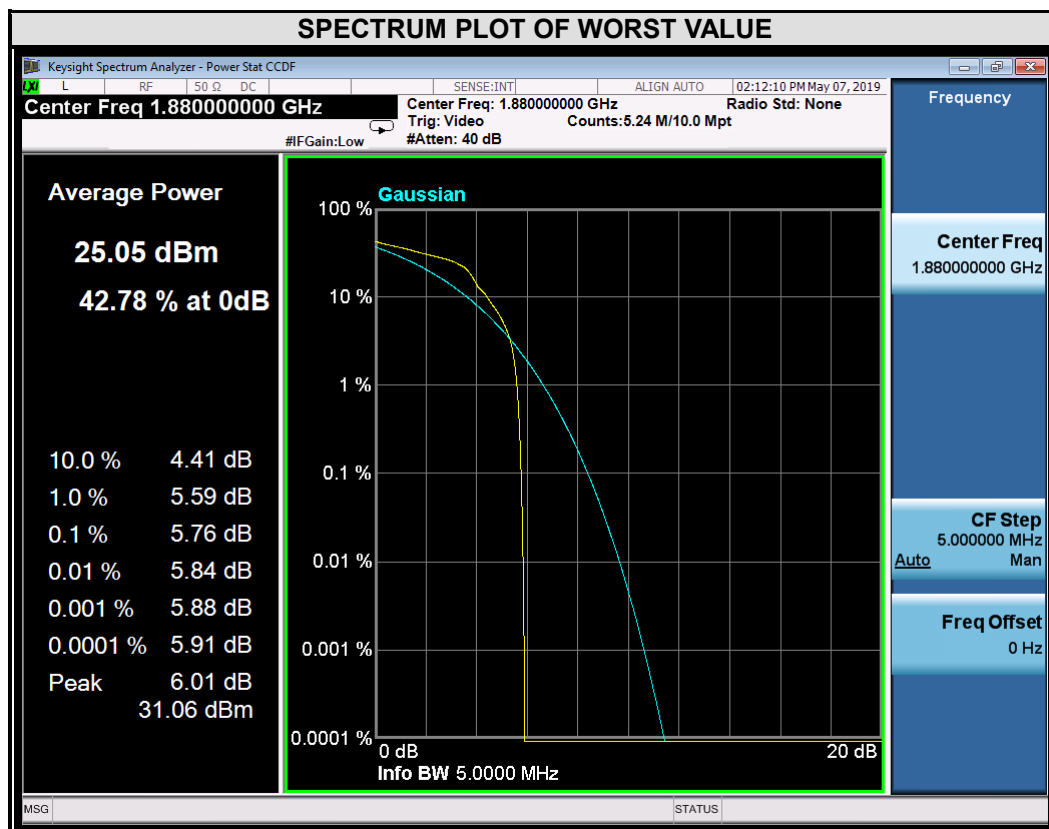 SPECTRUM PLOT OF WORST VALUE
Keysight Spectrum Analyzer - Power Stat CCDF
LXI L RF 50 Ω DC SENSE:INT ALIGN AUTO 02:12:10 PM May 07, 2019
Center Freq 1.880000000 GHz
Center Freq: 1.880000000 GHz Radio Std: None
Trig: Video Counts:5.24 M/10.0 Mpt
#IFGain:Low #Atten: 40 dB
Average Power
25.05 dBm
42.78 % at 0dB
10.0 % 4.41 dB
1.0 % 5.59 dB
0.1 % 5.76 dB
0.01 % 5.84 dB
0.001 % 5.88 dB
0.0001 % 5.91 dB
Peak 6.01 dB
31.06 dBm
Gaussian
100 %
10 %
1 %
0.1 %
0.01 %
0.001 %
0.0001 %
0 dB 20 dB
Info BW 5.0000 MHz
Frequency
Center Freq
1.880000000 GHz
CF Step
5.000000 MHz
Auto Man
Freq Offset
0 Hz
MSG STATUS